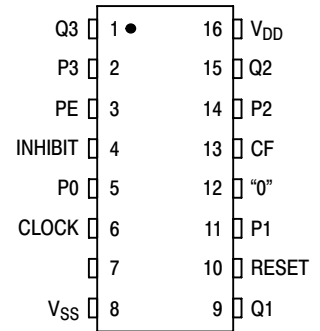 Q3 1 16 VDD
P3 2 15 Q2
PE 3 14 P2
INHIBIT 4 13 CF
P0 5 12 “0”
CLOCK 6 11 P1
7 10 RESET
VSS 8 9 Q1